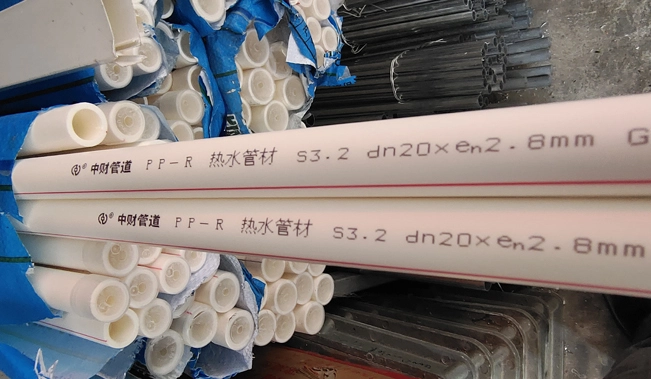 ® 中财管道 PP-R 热水管材 S3.2 dn20×en2.8mm G
® 中财管道 PP-R 热水管材 S3.2 dn20×en2.8mm